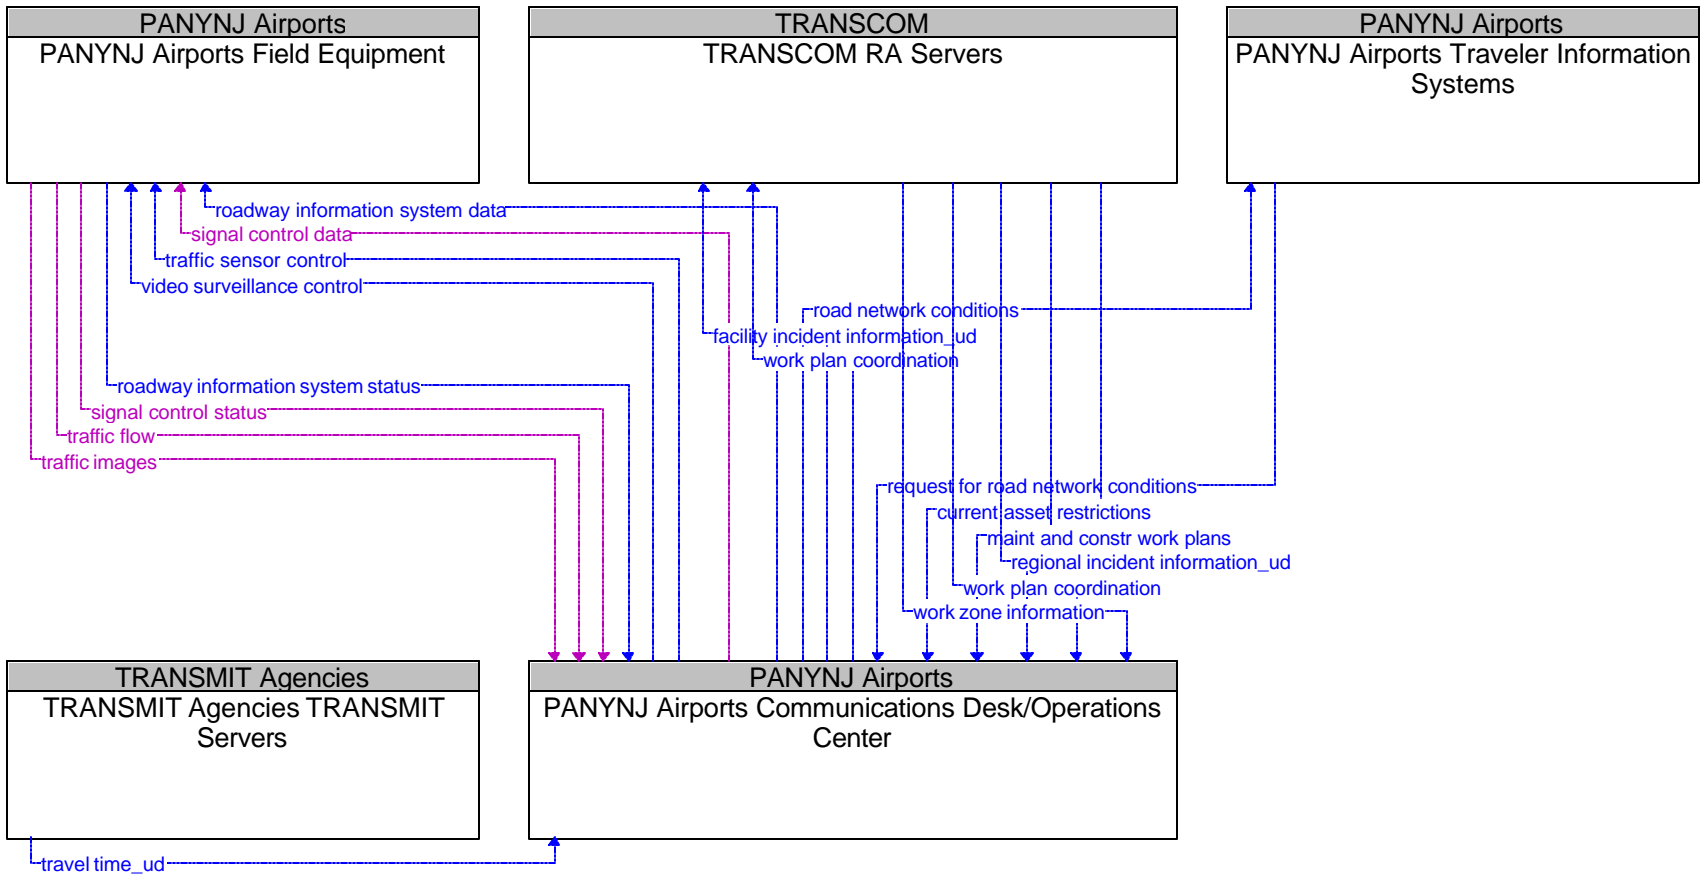 PANYNJ Airports
PANYNJ Airports Field Equipment
TRANSCOM
TRANSCOM RA Servers
PANYNJ Airports
PANYNJ Airports Traveler Information
Systems
roadway information system data
signal control data
traffic sensor control
video surveillance control
road network conditions
facility incident information_ud
work plan coordination
roadway information system status
signal control status
traffic flow
traffic images
request for road network conditions
current asset restrictions
maint and constr work plans
regional incident information_ud
work plan coordination
work zone information
TRANSMIT Agencies
TRANSMIT Agencies TRANSMIT
Servers
PANYNJ Airports
PANYNJ Airports Communications Desk/Operations
Center
travel time_ud